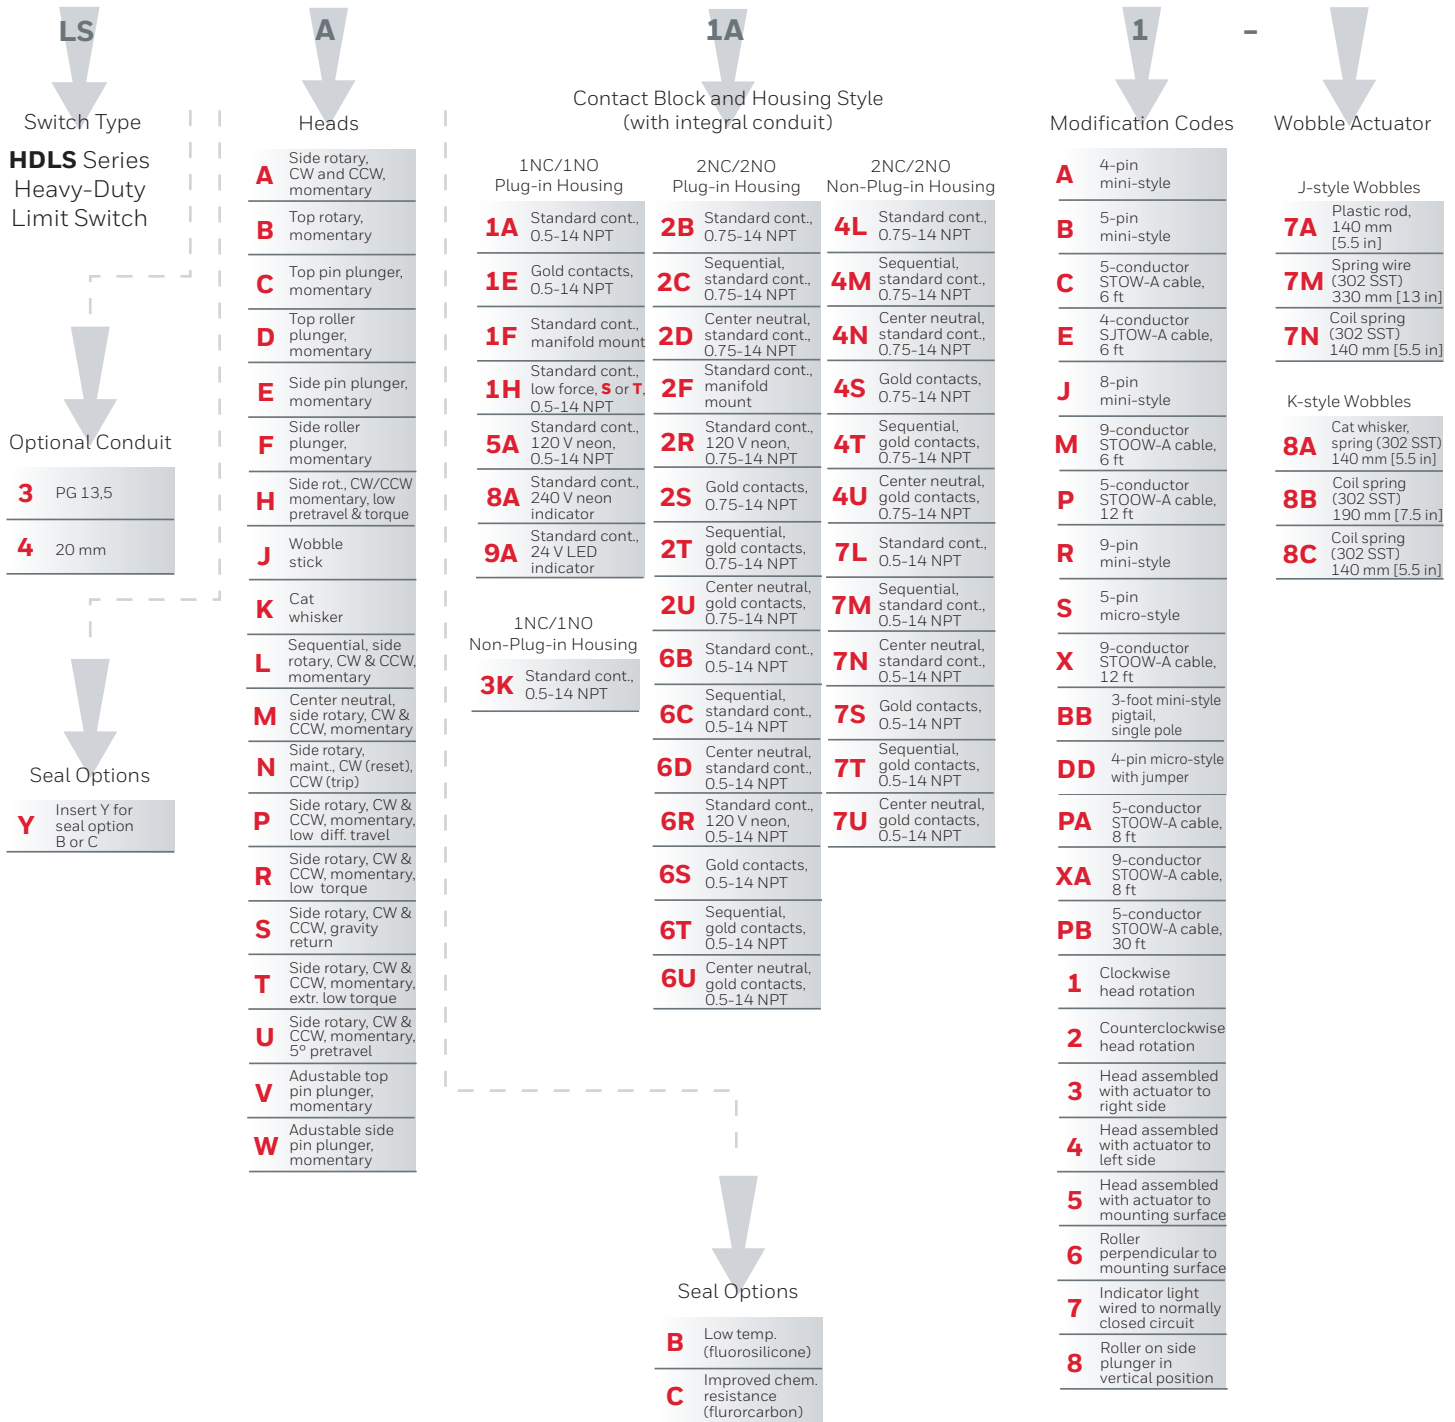 LS
A
1A
1
-
Switch Type
HDLS Series
Heavy-Duty
Limit Switch
Optional Conduit
3 PG 13,5
4 20 mm
Seal Options
Y
Insert Y for
seal option
B or C
Heads
A
Side rotary,
CW and CCW,
momentary
B
Top rotary,
momentary
C
Top pin plunger,
momentary
D
Top roller
plunger,
momentary
E
Side pin plunger,
momentary
F
Side roller
plunger,
momentary
H
Side rot., CW/CCW
momentary, low
pretravel & torque
J
Wobble
stick
K
Cat
whisker
L
Sequential, side
rotary, CW & CCW,
momentary
M
Center neutral,
side rotary, CW &
CCW, momentary
N
Side rotary,
maint., CW (reset),
CCW (trip)
P
Side rotary, CW &
CCW, momentary,
low diff. travel
R
Side rotary, CW &
CCW, momentary,
low torque
S
Side rotary, CW &
CCW, gravity
return
T
Side rotary, CW &
CCW, momentary,
extr. low torque
U
Side rotary, CW &
CCW, momentary,
5° pretravel
V
Adustable top
pin plunger,
momentary
W
Adustable side
pin plunger,
momentary
Contact Block and Housing Style
(with integral conduit)
1NC/1NO
Plug-in Housing
1A
Standard cont.,
0.5-14 NPT
1E
Gold contacts,
0.5-14 NPT
1F
Standard cont.,
manifold mount
1H
Standard cont.,
low force, S or T,
0.5-14 NPT
5A
Standard cont.,
120 V neon,
0.5-14 NPT
8A
Standard cont.,
240 V neon
indicator
9A
Standard cont.,
24 V LED
indicator
1NC/1NO
Non-Plug-in Housing
3K
Standard cont.,
0.5-14 NPT
2NC/2NO
Plug-in Housing
2B
Standard cont.,
0.75-14 NPT
2C
Sequential,
standard cont.,
0.75-14 NPT
2D
Center neutral,
standard cont.,
0.75-14 NPT
2F
Standard cont.,
manifold
mount
2R
Standard cont.,
120 V neon,
0.75-14 NPT
2S
Gold contacts,
0.75-14 NPT
2T
Sequential,
gold contacts,
0.75-14 NPT
2U
Center neutral,
gold contacts,
0.75-14 NPT
6B
Standard cont.,
0.5-14 NPT
6C
Sequential,
standard cont.,
0.5-14 NPT
6D
Center neutral,
standard cont.,
0.5-14 NPT
6R
Standard cont.,
120 V neon,
0.5-14 NPT
6S
Gold contacts,
0.5-14 NPT
6T
Sequential,
gold contacts,
0.5-14 NPT
6U
Center neutral,
gold contacts,
0.5-14 NPT
2NC/2NO
Non-Plug-in Housing
4L
Standard cont.,
0.75-14 NPT
4M
Sequential,
standard cont.,
0.75-14 NPT
4N
Center neutral,
standard cont.,
0.75-14 NPT
4S
Gold contacts,
0.75-14 NPT
4T
Sequential,
gold contacts,
0.75-14 NPT
4U
Center neutral,
gold contacts,
0.75-14 NPT
7L
Standard cont.,
0.5-14 NPT
7M
Sequential,
standard cont.,
0.5-14 NPT
7N
Center neutral,
standard cont.,
0.5-14 NPT
7S
Gold contacts,
0.5-14 NPT
7T
Sequential,
gold contacts,
0.5-14 NPT
7U
Center neutral,
gold contacts,
0.5-14 NPT
Seal Options
B
Low temp.
(fluorosilicone)
C
Improved chem.
resistance
(flurorcarbon)
Modification Codes
A
4-pin
mini-style
B
5-pin
mini-style
C
5-conductor
STOW-A cable,
6 ft
E
4-conductor
SJTOW-A cable,
6 ft
J
8-pin
mini-style
M
9-conductor
STOOW-A cable,
6 ft
P
5-conductor
STOOW-A cable,
12 ft
R
9-pin
mini-style
S
5-pin
micro-style
X
9-conductor
STOOW-A cable,
12 ft
BB
3-foot mini-style
pigtail,
single pole
DD
4-pin micro-style
with jumper
PA
5-conductor
STOOW-A cable,
8 ft
XA
9-conductor
STOOW-A cable,
8 ft
PB
5-conductor
STOOW-A cable,
30 ft
1
Clockwise
head rotation
2
Counterclockwise
head rotation
3
Head assembled
with actuator to
right side
4
Head assembled
with actuator to
left side
5
Head assembled
with actuator to
mounting surface
6
Roller
perpendicular to
mounting surface
7
Indicator light
wired to normally
closed circuit
8
Roller on side
plunger in
vertical position
Wobble Actuator
J-style Wobbles
7A
Plastic rod,
140 mm
[5.5 in]
7M
Spring wire
(302 SST)
330 mm [13 in]
7N
Coil spring
(302 SST)
140 mm [5.5 in]
K-style Wobbles
8A
Cat whisker,
spring (302 SST)
140 mm [5.5 in]
8B
Coil spring
(302 SST)
190 mm [7.5 in]
8C
Coil spring
(302 SST)
140 mm [5.5 in]